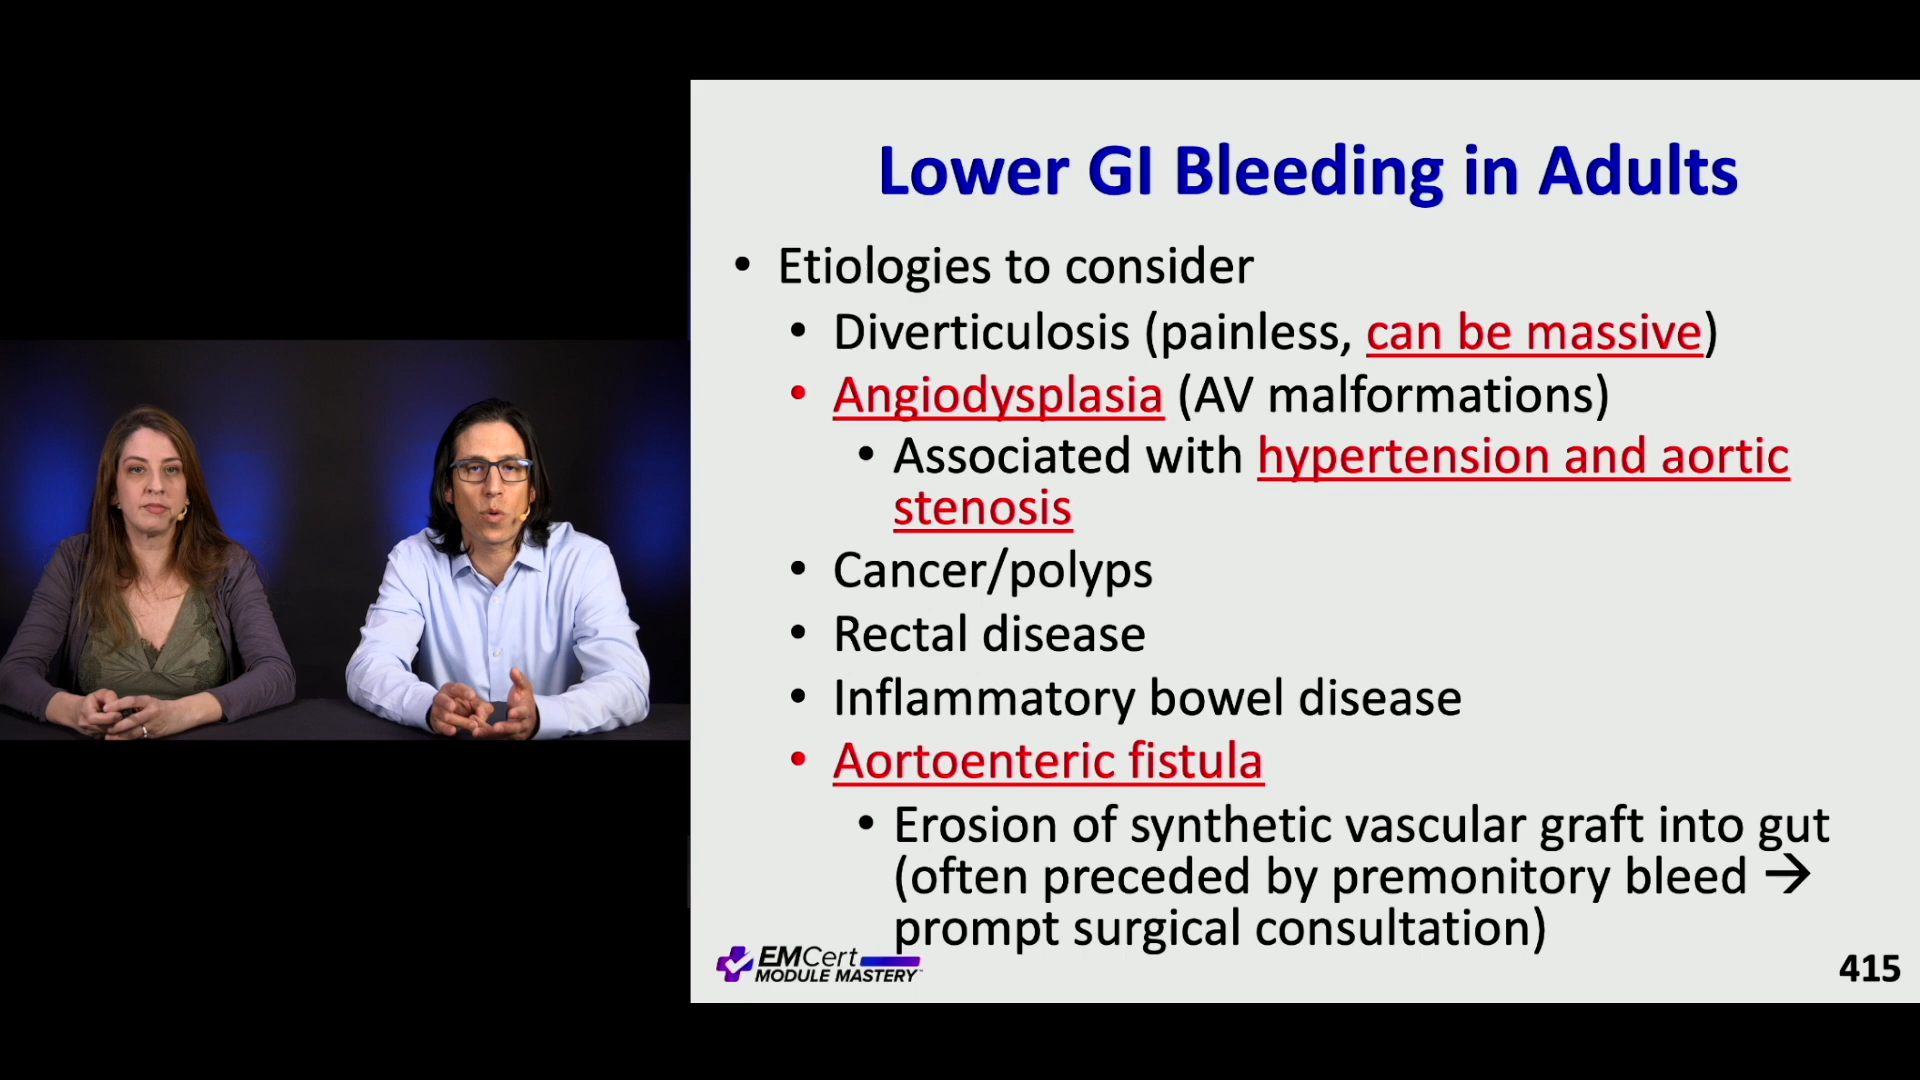 Lower GI Bleeding in Adults
• Etiologies to consider
• Diverticulosis (painless, can be massive)
• Angiodysplasia (AV malformations)
• Associated with hypertension and aortic
stenosis
• Cancer/polyps
• Rectal disease
• Inflammatory bowel disease
• Aortoenteric fistula
• Erosion of synthetic vascular graft into gut
(often preceded by premonitory bleed →
prompt surgical consultation)
EMCert
MODULE MASTERY™
415